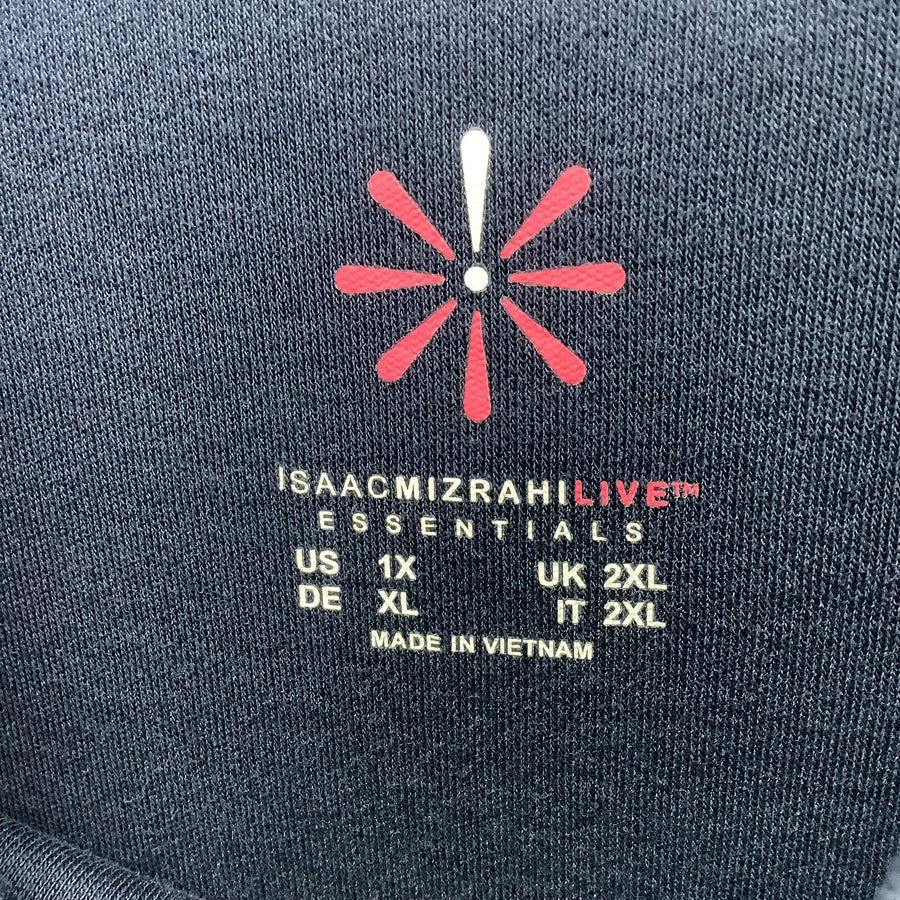 ISAACMIZRAHILIVE™
ESSENTIALS
US 1X UK 2XL
DE XL IT 2XL
MADE IN VIETNAM